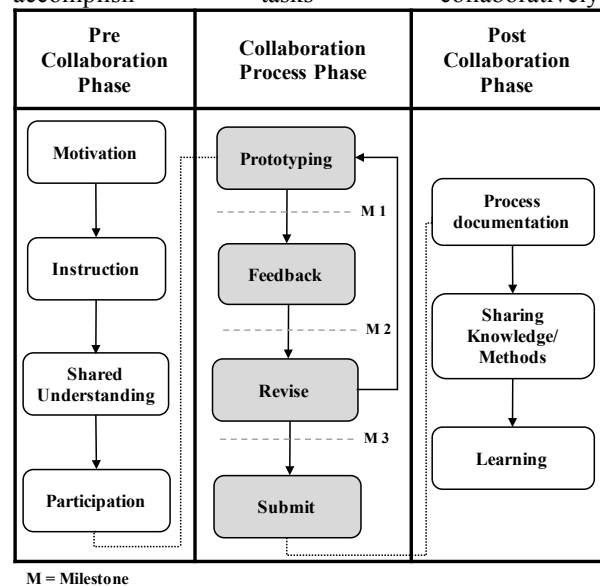 accomplish tasks collaboratively
Pre
Collaboration
Phase
Collaboration
Process Phase
Post
Collaboration
Phase
Motivation
Instruction
Shared
Understanding
Participation
Prototyping
M 1
Feedback
M 2
Revise
M 3
Submit
Process
documentation
Sharing
Knowledge/
Methods
Learning
M = Milestone